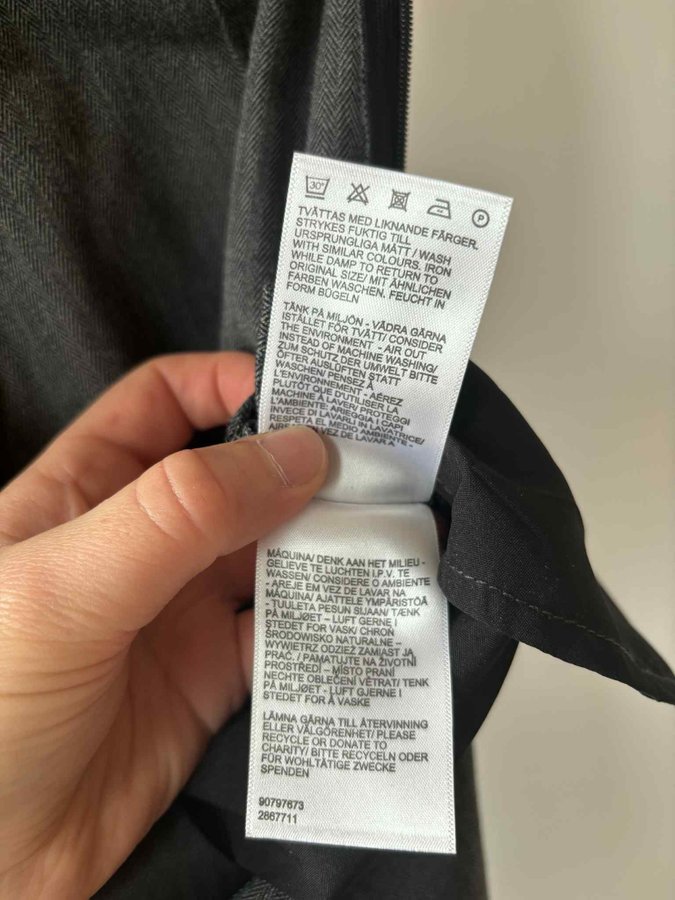 30°
P
TVÄTTAS MED LIKNANDE FÄRGER.
STRYKES FUKTIG TILL
URSPRUNGLIGA MÅTT / WASH
WITH SIMILAR COLOURS. IRON
WHILE DAMP TO RETURN TO
ORIGINAL SIZE/ MIT ÄHNLICHEN
FARBEN WASCHEN. FEUCHT IN
FORM BÜGELN
TÄNK PÅ MILJÖN - VÄDRA GÄRNA
ISTÄLLET FÖR TVÄTT/ CONSIDER
THE ENVIRONMENT - AIR OUT
INSTEAD OF MACHINE WASHING/
ZUM SCHUTZ DER UMWELT BITTE
ÖFTER AUSLÜFTEN STATT
WASCHEN/ PENSEZ À
L'ENVIRONNEMENT - AÉREZ
PLUTÔT QUE D'UTILISER LA
MACHINE À LAVER/ PROTEGGI
L'AMBIENTE: ARIEGGIA I CAPI
INVECE DI LAVARLI IN LAVATRICE/
RESPETA EL MEDIO AMBIENTE -
VEZ DE LAVAR A
MÁQUINA/ DENK AAN HET MILIEU -
GELIEVE TE LUCHTEN I.P.V. TE
WASSEN/ CONSIDERE O AMBIENTE
- AREJE EM VEZ DE LAVAR NA
MÁQUINA/ AJATTELE YMPÄRISTÖÄ
- TUULETA PESUN SIJAAN/ TÆNK
PÅ MILJØET - LUFT GERNE I
STEDET FOR VASK/ CHROŃ
ŚRODOWISKO NATURALNE –
WYWIETRZ ODZIEŻ ZAMIAST JĄ
PRAĆ. / PAMATUJTE NA ŽIVOTNÍ
PROSTŘEDÍ – MÍSTO PRANÍ
NECHTE OBLEČENÍ VĚTRAT/ TENK
PÅ MILJØET - LUFT GJERNE I
STEDET FOR Å VASKE
LÄMNA GÄRNA TILL ÅTERVINNING
ELLER VÄLGÖRENHET/ PLEASE
RECYCLE OR DONATE TO
CHARITY/ BITTE RECYCELN ODER
FÜR WOHLTÄTIGE ZWECKE
SPENDEN
90797673
2867711